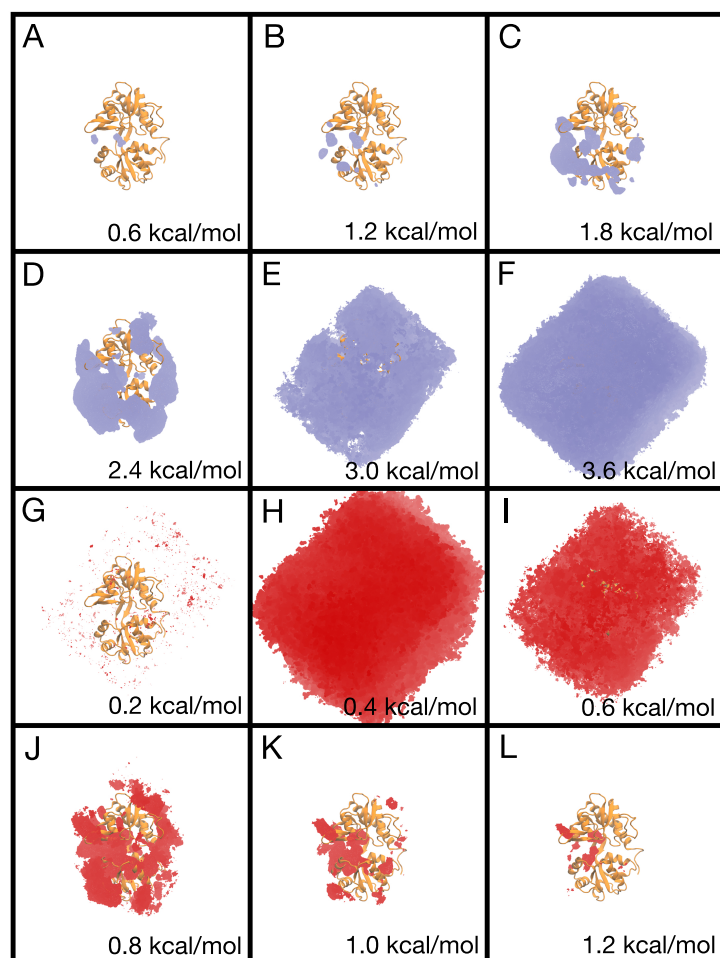 A
B
C
0.6 kcal/mol
1.2 kcal/mol
1.8 kcal/mol
D
E
F
2.4 kcal/mol
3.0 kcal/mol
3.6 kcal/mol
G
H
I
0.2 kcal/mol
0.4 kcal/mol
0.6 kcal/mol
J
K
L
0.8 kcal/mol
1.0 kcal/mol
1.2 kcal/mol